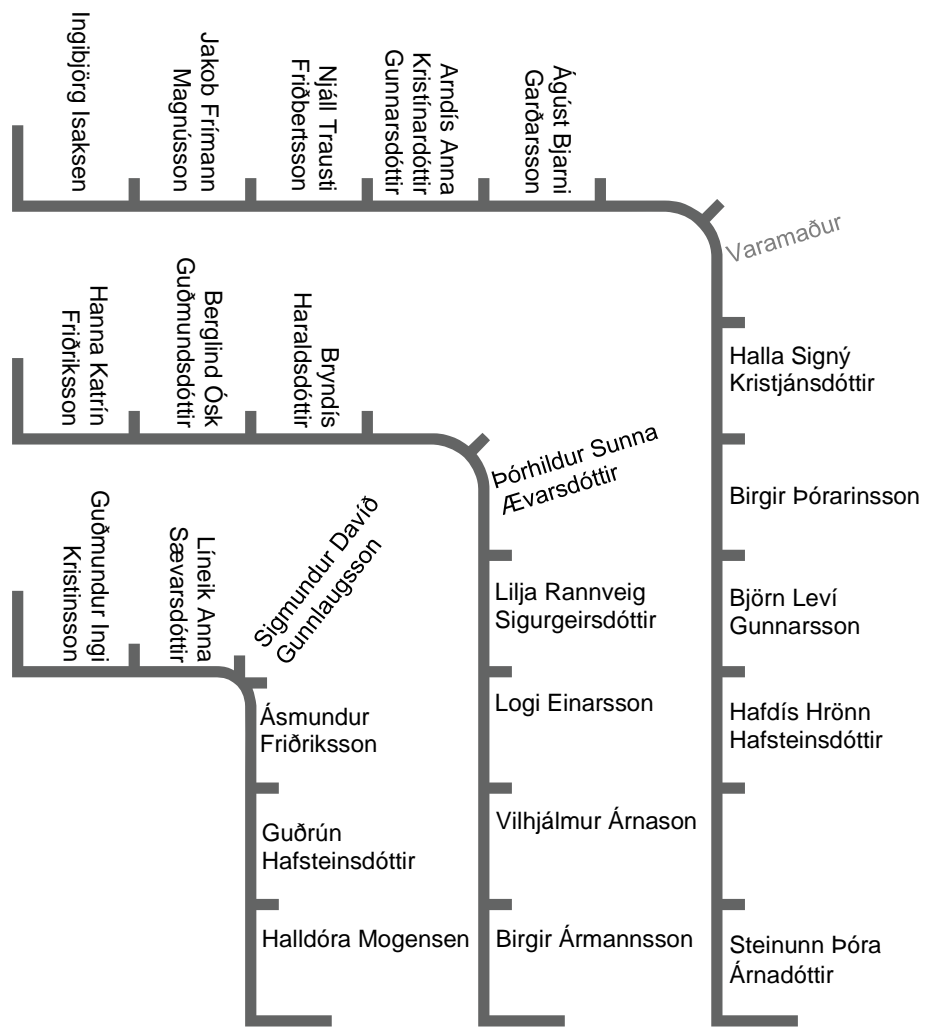 Ingibjörg Isaksen
Jakob Frímann
Magnússon
Njáll Trausti
Friðbertsson
Arndís Anna
Kristínardóttir
Gunnarsdóttir
Ágúst Bjarni
Garðarsson
Varamaður
Halla Signý
Kristjánsdóttir
Birgir Þórarinsson
Björn Leví
Gunnarsson
Hafdís Hrönn
Hafsteinsdóttir
Steinunn Þóra
Árnadóttir
Hanna Katrín
Friðriksson
Berglind Ósk
Guðmundsdóttir
Bryndís
Haraldsdóttir
Þórhildur Sunna
Ævarsdóttir
Lilja Rannveig
Sigurgeirsdóttir
Logi Einarsson
Vilhjálmur Árnason
Birgir Ármannsson
Guðmundur Ingi
Kristinsson
Líneik Anna
Sævarsdóttir
Sigmundur Davíð
Gunnlaugsson
Ásmundur
Friðriksson
Guðrún
Hafsteinsdóttir
Halldóra Mogensen